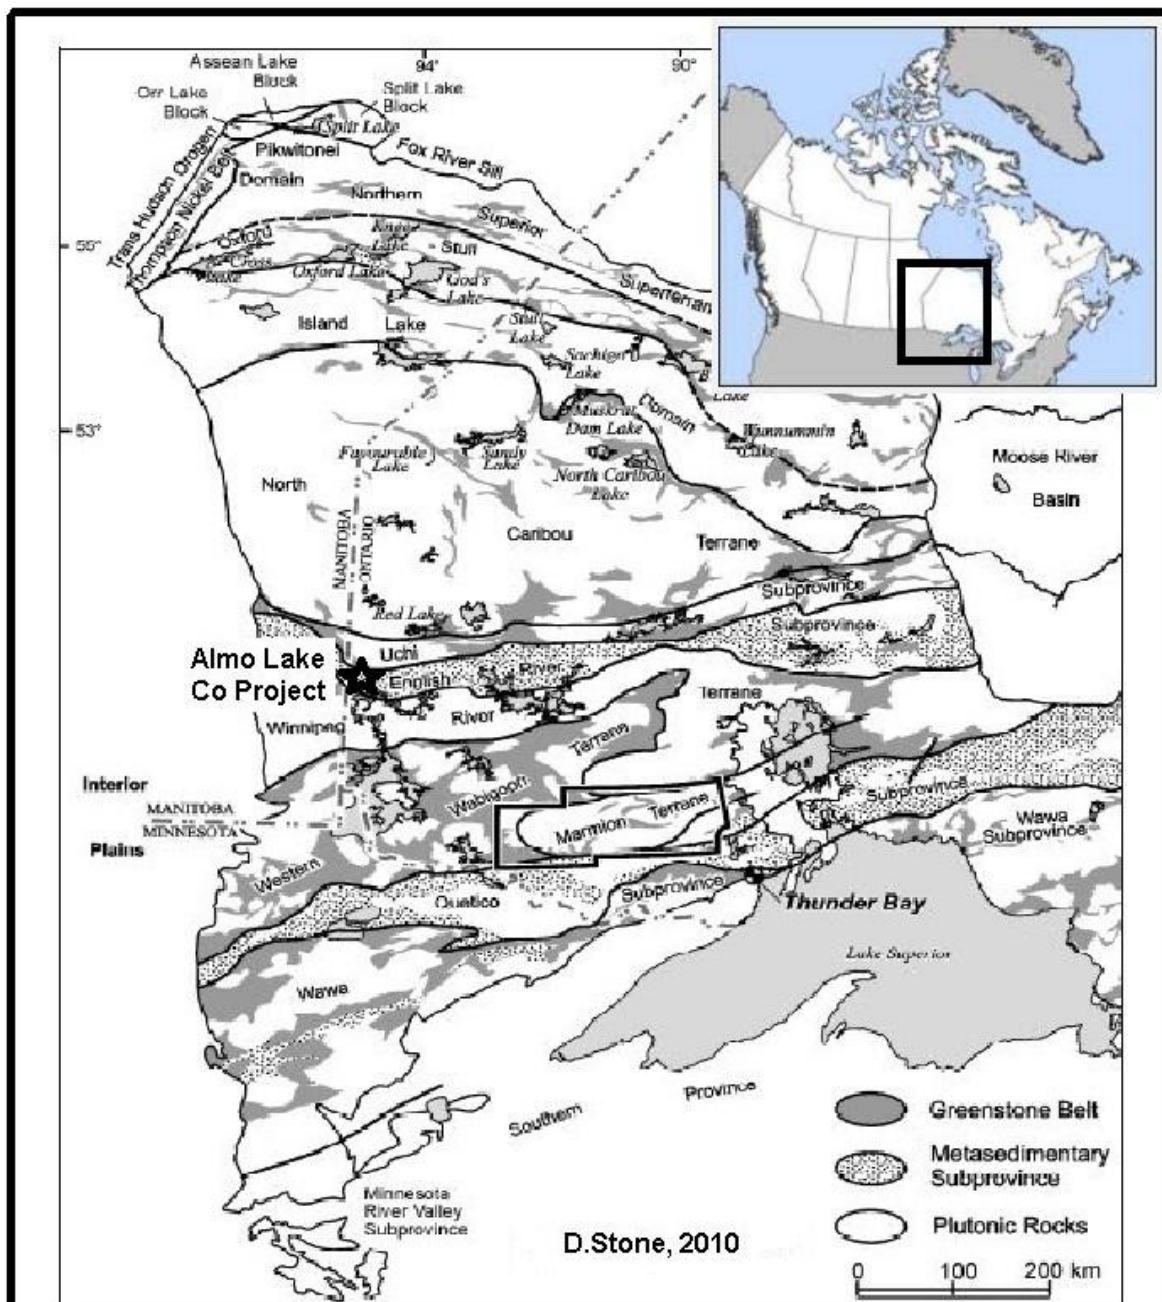 Assean Lake
Block
94'
90°
Orr Lake
Block
Split Lake
Block
Split Lake
Fox River Sill
Trans Hudson Orogen
Thompson Nickel Belt
Pikwitonei
Domain
Northern
Superior
Superterrane
55°
Oxford
Stull
Cross
Lake
Knee
Lake
Oxford Lake
God's
Lake
Island
Lake
Stull
Lake
Sachigo
Lake
Domain
Lake
53°
Muskrat
Dam Lake
Wunnummin
Lake
Favourable
Lake
Sandy
Lake
North Caribou
Lake
Moose River
Basin
North
Caribou
Terrane
MANITOBA
ONTARIO
Red Lake
Subprovince
Subprovince
Uchi
Almo Lake
Co Project
English
River
Terrane
Winnipeg
River
Terrane
Interior
Plains
MANITOBA
MINNESOTA
Wabigoon
Marmion
Terrane
Subprovince
Wawa
Subprovince
Western
Quetico
Subprovince
Thunder Bay
Lake Superior
Wawa
Southern
Province
Minnesota
River Valley
Subprovince
D.Stone, 2010
Greenstone Belt
Metasedimentary
Subprovince
Plutonic Rocks
0
100
200 km